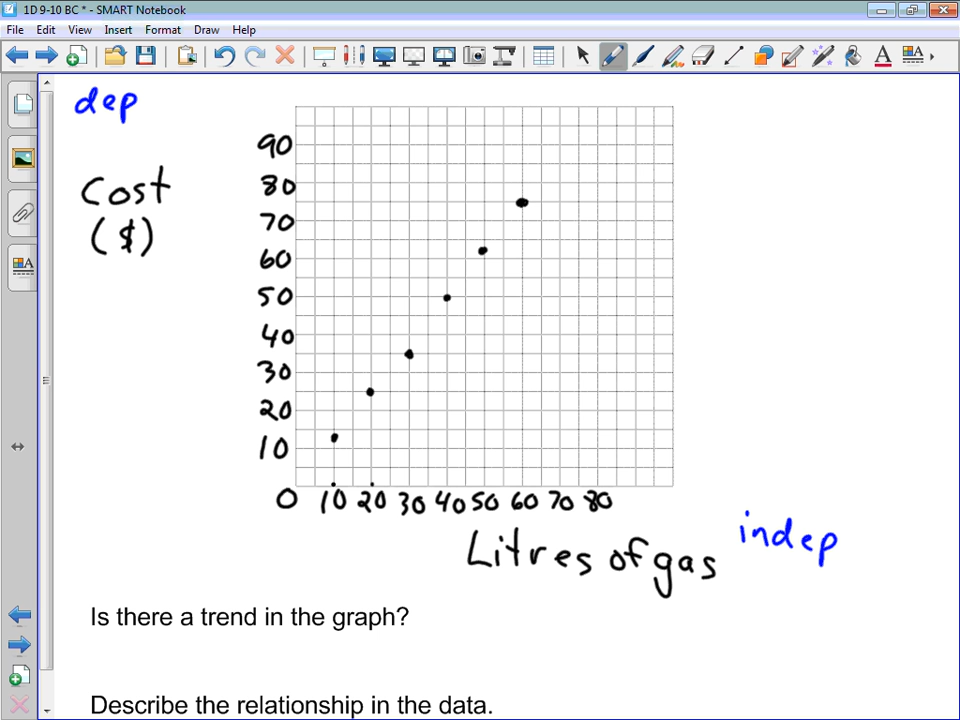 1D 9-10 BC * - SMART Notebook
File Edit View Insert Format Draw Help
dep
Cost
($)
90
80
70
60
50
40
30
20
10
0 10 20 30 40 50 60 70 80
Litres of gas
indep
Is there a trend in the graph?
Describe the relationship in the data.